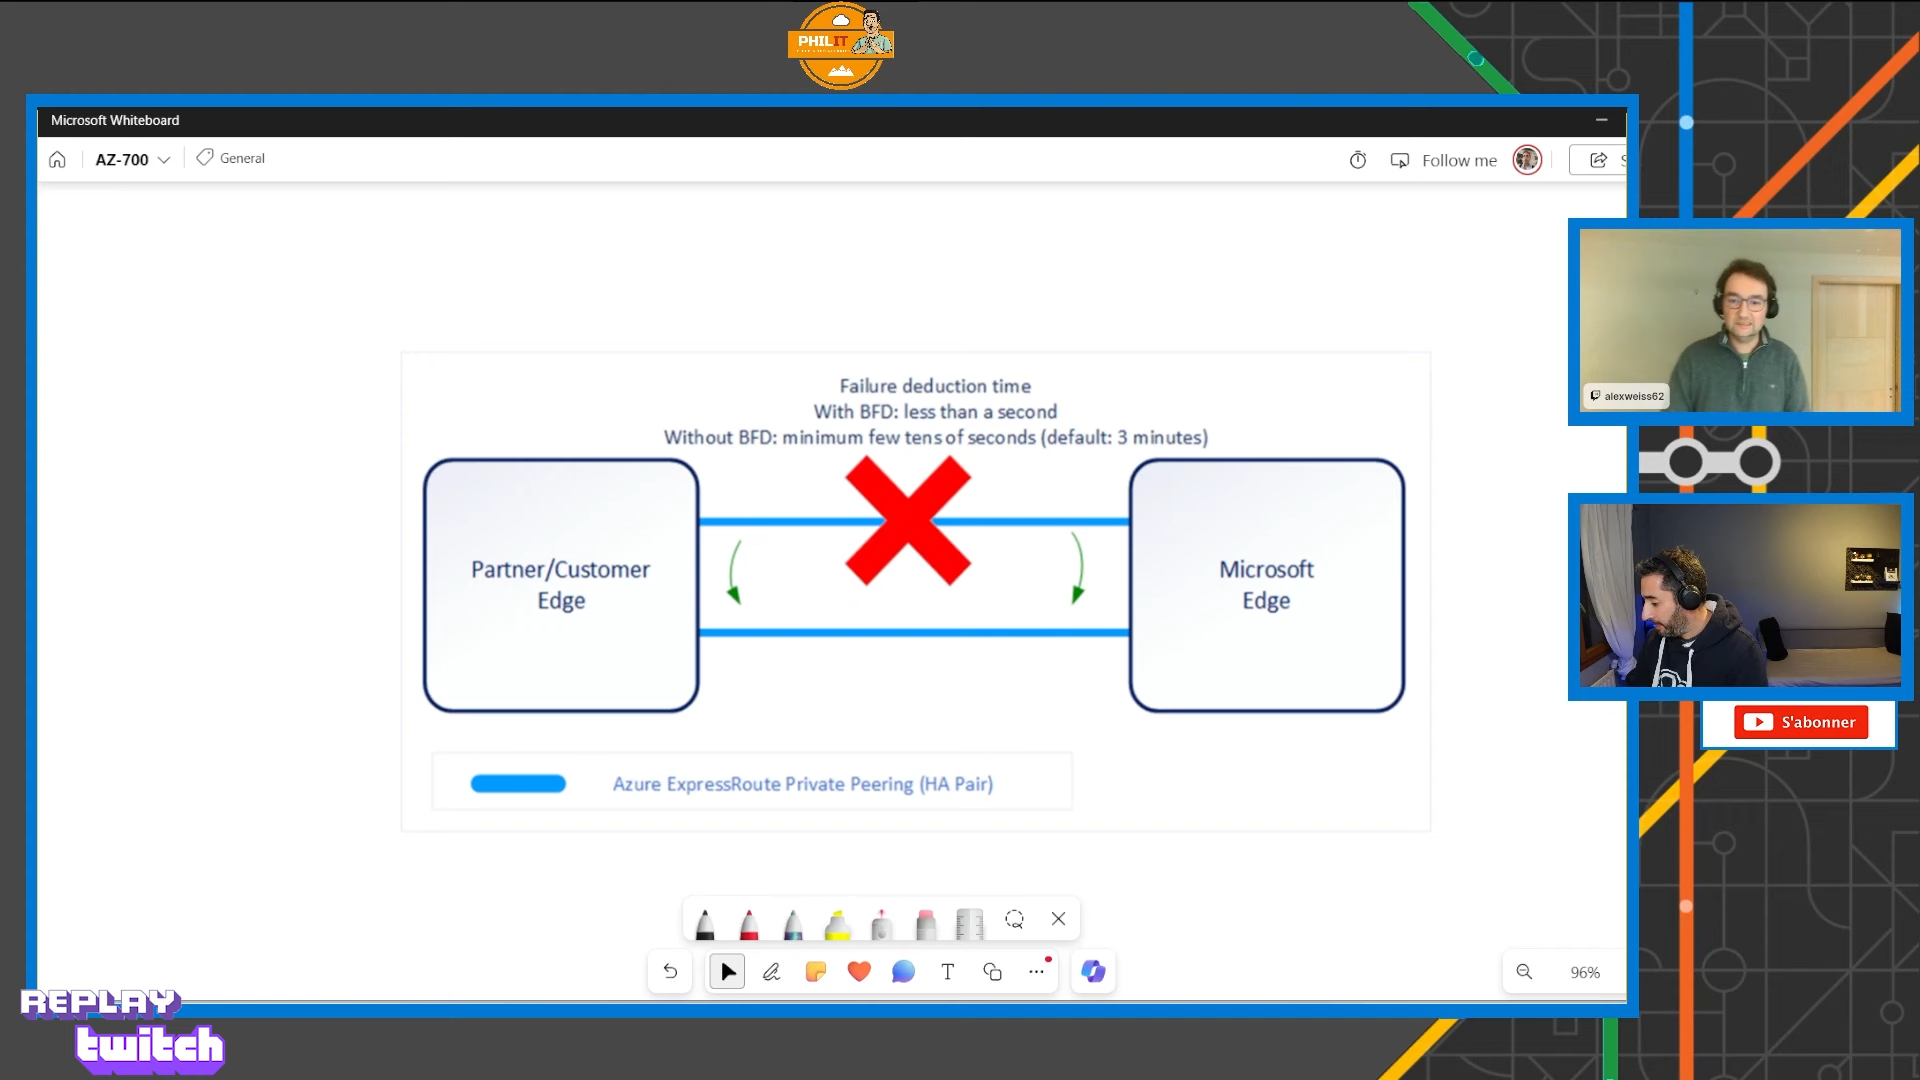 PHILIT
Microsoft Whiteboard
AZ-700
General
Follow me
Failure deduction time
With BFD: less than a second
Without BFD: minimum few tens of seconds (default: 3 minutes)
Partner/Customer
Edge
Microsoft
Edge
Azure ExpressRoute Private Peering (HA Pair)
alexweiss62
S'abonner
96%
REPLAY
twitch